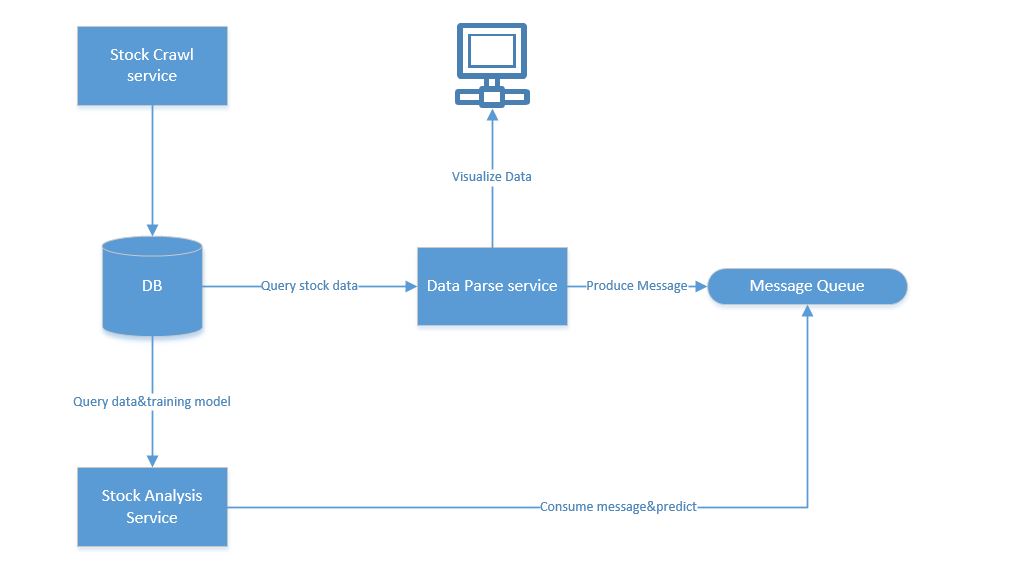 Stock Crawl
service
Visualize Data
DB
Query stock data
Data Parse service
Produce Message
Message Queue
Query data&training model
Stock Analysis
Service
Consume message&predict